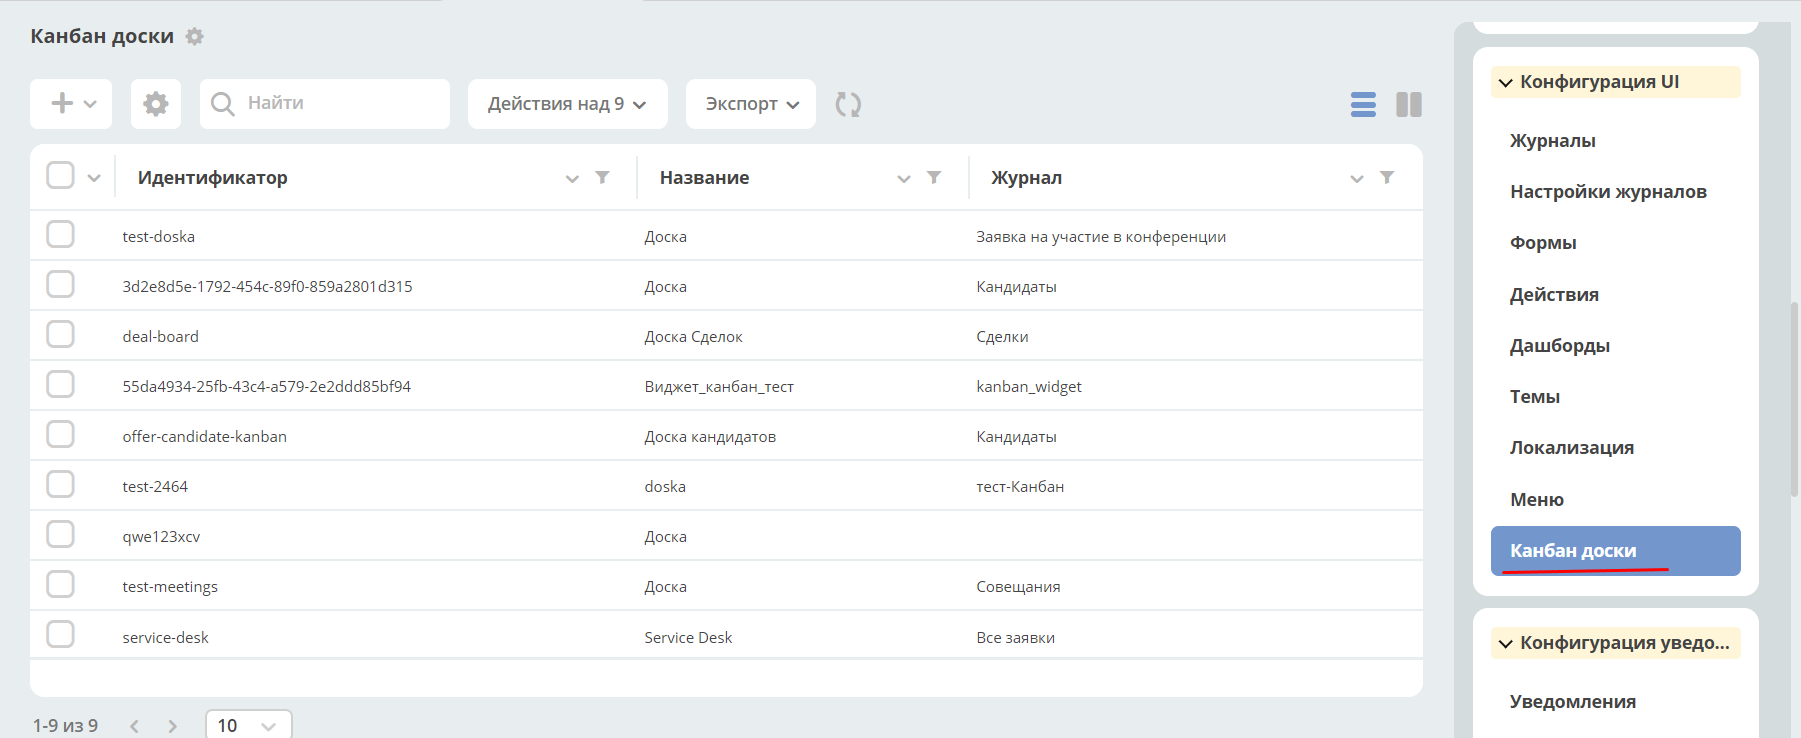 Канбан доски
Найти
Действия над 9
Экспорт
Идентификатор Название Журнал
test-doska Доска Заявка на участие в конференции
3d2e8d5e-1792-454c-89f0-859a2801d315 Доска Кандидаты
deal-board Доска Сделок Сделки
55da4934-25fb-43c4-a579-2e2ddd85bf94 Виджет_канбан_тест kanban_widget
offer-candidate-kanban Доска кандидатов Кандидаты
test-2464 doska тест-Канбан
qwe123xcv Доска
test-meetings Доска Совещания
service-desk Service Desk Все заявки
1-9 из 9
10
Конфигурация UI
Журналы
Настройки журналов
Формы
Действия
Дашборды
Темы
Локализация
Меню
Канбан доски
Конфигурация уведо...
Уведомления